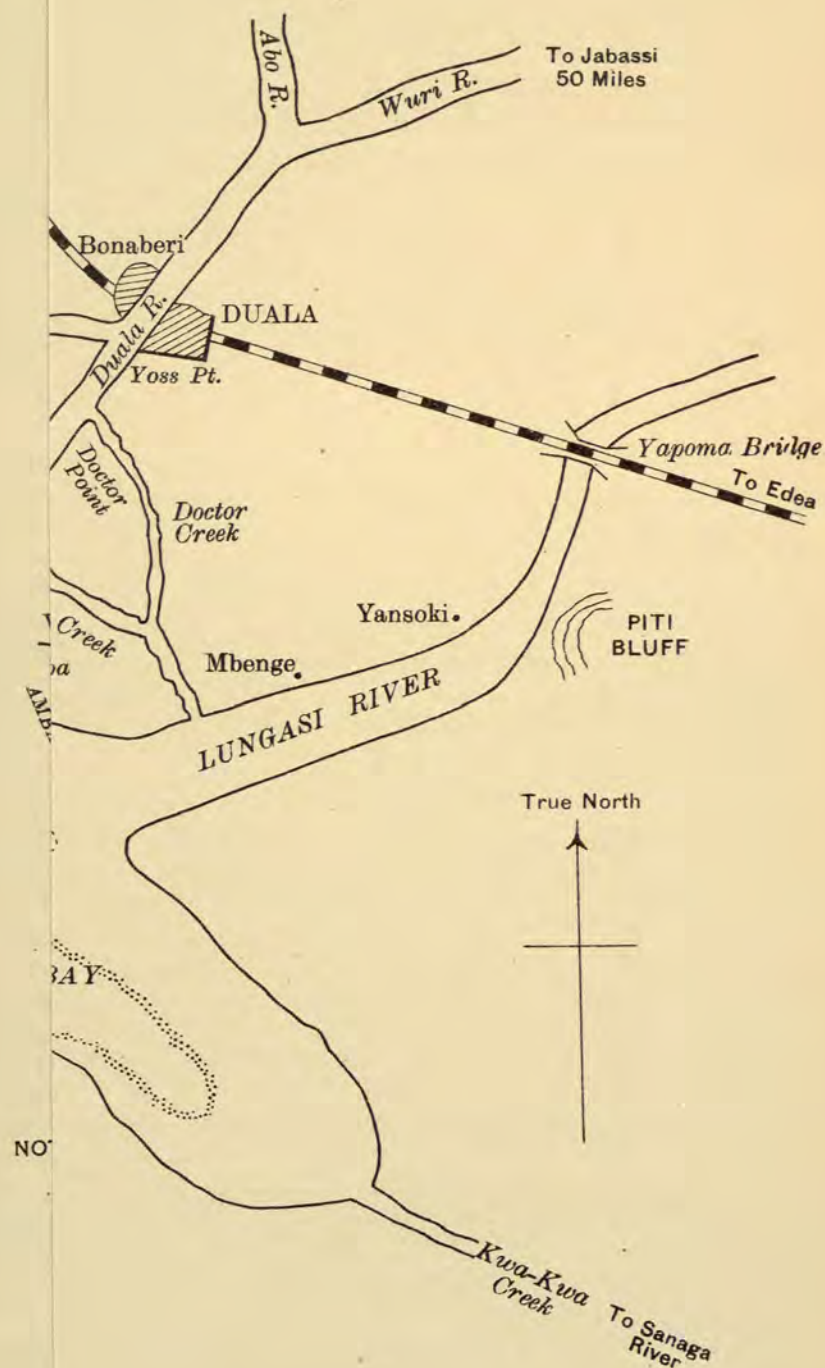 Abo R.
To Jabassi
50 Miles
Wuri R.
Bonaberi
DUALA
Duala R.
Yoss Pt.
Yapoma Bridge
To Edea
Doctor
Point
Doctor
Creek
Yansoki
PITI
BLUFF
Creek
Mbenge
LUNGASI RIVER
True North
BAY
Kwa-Kwa
Creek
To Sanaga
River